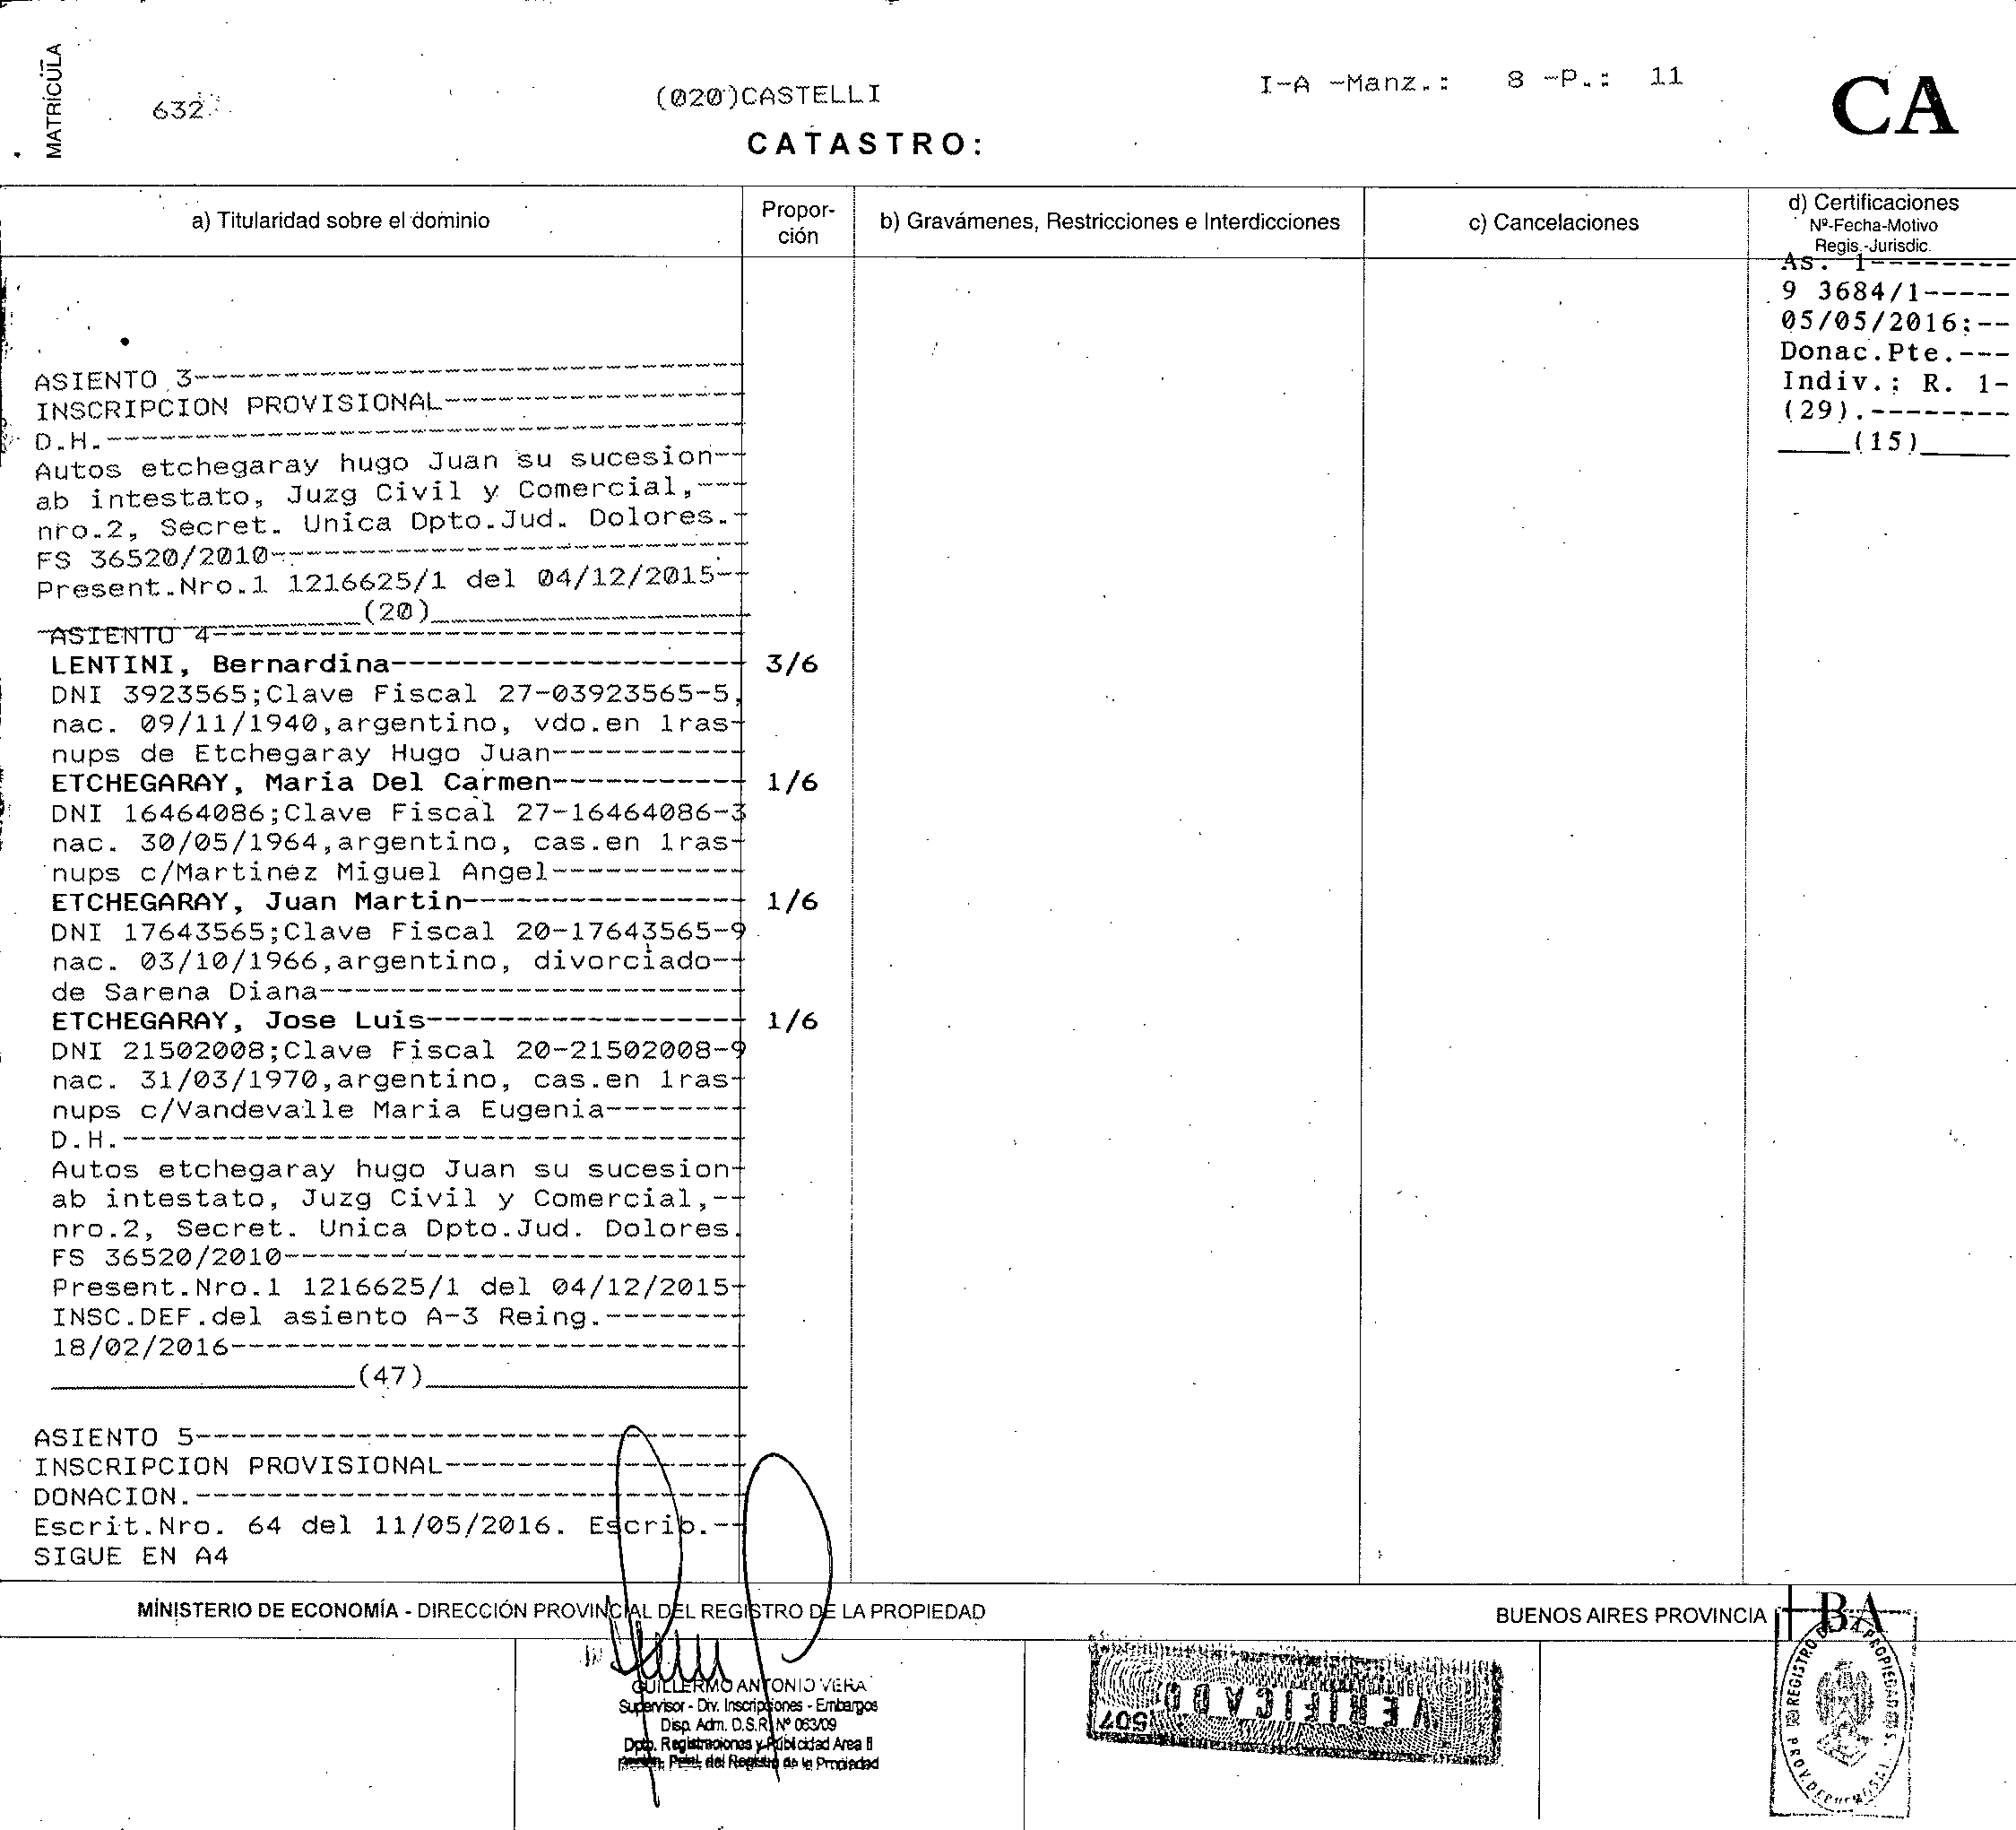 MATRÍCULA
632
(020)CASTELLI
I-A -Manz.: 8 -P.: 11
CA
CATASTRO:
a) Titularidad sobre el dominio
Propor-
ción
b) Gravámenes, Restricciones e Interdicciones
c) Cancelaciones
d) Certificaciones
Nº-Fecha-Motivo
Regis.-Jurisdic.
As. 1--------
9 3684/1-----
05/05/2016:--
Donac.Pte.---
Indiv.: R. 1-
(29).--------
____(15)_____
ASIENTO 3-------------------------------
INSCRIPCION PROVISIONAL-----------------
D.H.------------------------------------
Autos etchegaray hugo Juan su sucesion--
ab intestato, Juzg Civil y Comercial,---
nro.2, Secret. Unica Dpto.Jud. Dolores.-
FS 36520/2010---------------------------
Present.Nro.1 1216625/1 del 04/12/2015--
__________________(20)__________________
ASIENTO 4------------------------------
LENTINI, Bernardina-------------------- 3/6
DNI 3923565;Clave Fiscal 27-03923565-5,
nac. 09/11/1940,argentino, vdo.en 1ras-
nups de Etchegaray Hugo Juan-----------
ETCHEGARAY, Maria Del Carmen----------- 1/6
DNI 16464086;Clave Fiscal 27-16464086-3
nac. 30/05/1964,argentino, cas.en 1ras-
nups c/Martinez Miguel Angel-----------
ETCHEGARAY, Juan Martin---------------- 1/6
DNI 17643565;Clave Fiscal 20-17643565-9
nac. 03/10/1966,argentino, divorciado--
de Sarena Diana------------------------
ETCHEGARAY, Jose Luis------------------ 1/6
DNI 21502008;Clave Fiscal 20-21502008-9
nac. 31/03/1970,argentino, cas.en 1ras-
nups c/Vandevalle Maria Eugenia--------
D.H.-----------------------------------
Autos etchegaray hugo Juan su sucesion-
ab intestato, Juzg Civil y Comercial,--
nro.2, Secret. Unica Dpto.Jud. Dolores.
FS 36520/2010--------------------------
Present.Nro.1 1216625/1 del 04/12/2015-
INSC.DEF.del asiento A-3 Reing.--------
18/02/2016-----------------------------
_________________(47)__________________
ASIENTO 5-------------------------------
INSCRIPCION PROVISIONAL-----------------
DONACION.-------------------------------
Escrit.Nro. 64 del 11/05/2016. Escrib.--
SIGUE EN A4
MINISTERIO DE ECONOMÍA - DIRECCIÓN PROVINCIAL DEL REGISTRO DE LA PROPIEDAD
BUENOS AIRES PROVINCIA
BA
GUILLERMO ANTONIO VERA
Supervisor - Div. Inscripciones - Embargos
Disp. Adm. D.S.R. Nº 063/09
Dpto. Registraciones y Publicidad Area II
Registro de la Propiedad
VERIFICADO
507
REGISTRO DE LA PROPIEDAD